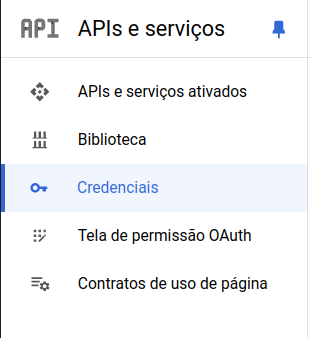 API APIs e serviços
APIs e serviços ativados
Biblioteca
Credenciais
Tela de permissão OAuth
Contratos de uso de página